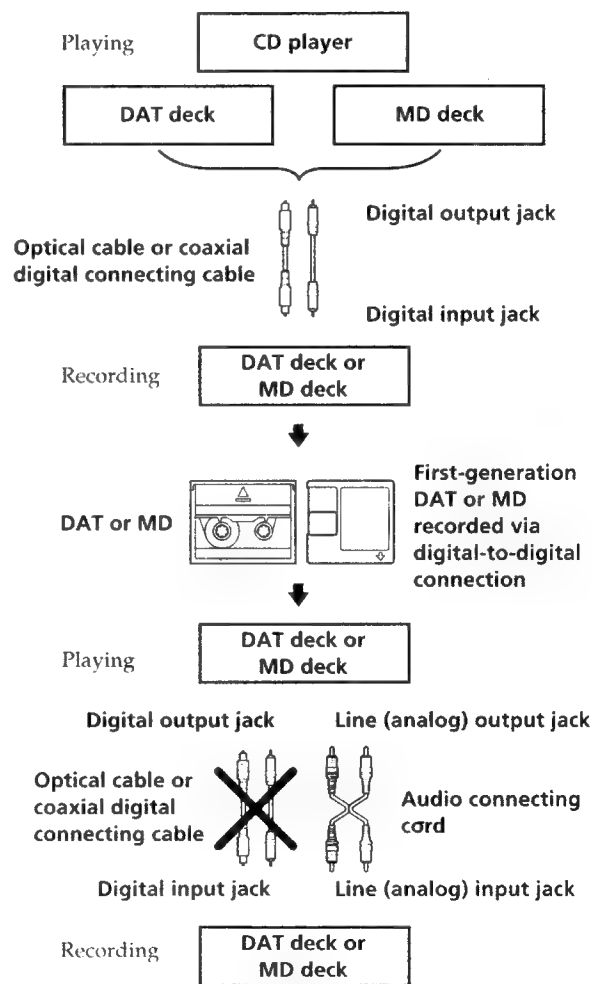 Playing
CD player
DAT deck
MD deck
Digital output jack
Optical cable or coaxial
digital connecting cable
Digital input jack
Recording
DAT deck or
MD deck
DAT or MD
First-generation
DAT or MD
recorded via
digital-to-digital
connection
Playing
DAT deck or
MD deck
Digital output jack
Line (analog) output jack
Optical cable or
coaxial digital
connecting cable
Audio connecting
cord
Digital input jack
Line (analog) input jack
Recording
DAT deck or
MD deck